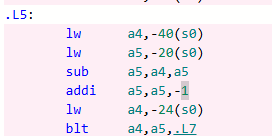 .L5:
lw a4,-40(s0)
lw a5,-20(s0)
sub a5,a4,a5
addi a5,a5,-1
lw a4,-24(s0)
blt a4,a5,.L7